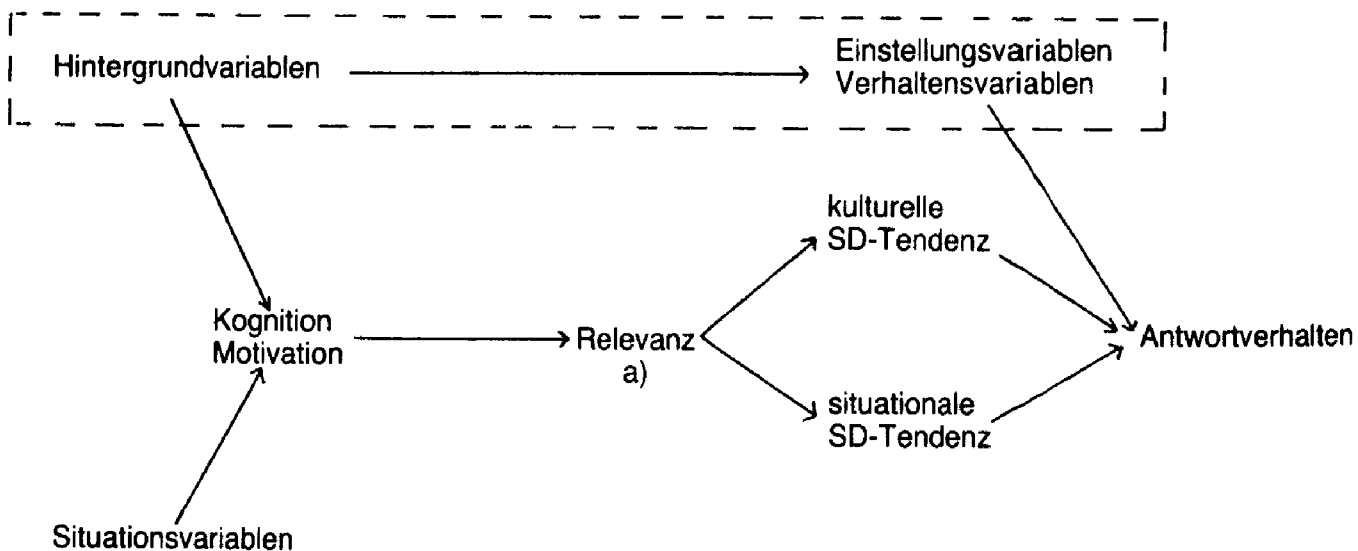 Hintergrundvariablen
Einstellungsvariablen
Verhaltensvariablen
kulturelle
SD-Tendenz
Kognition
Motivation
Relevanz
a)
Antwortverhalten
situationale
SD-Tendenz
Situationsvariablen